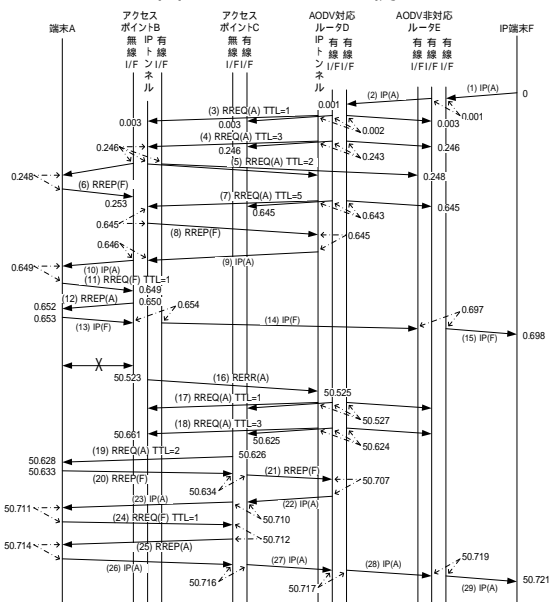 端末A
アクセス
ポイントB
無線I/F
IPトンネル
有線I/F
アクセス
ポイントC
無線I/F
有線I/F
AODV対応
ルータD
IPトンネル
有線I/F
有線I/F
AODV非対応
ルータE
有線I/F
有線I/F
IP端末F
(1) IP(A)
0
(2) IP(A)
0.001
0.001
(3) RREQ(A) TTL=1
0.003
0.003
0.002
0.003
(4) RREQ(A) TTL=3
0.246
0.246
0.243
0.246
(5) RREQ(A) TTL=2
0.248
0.248
(6) RREP(F)
0.253
(7) RREQ(A) TTL=5
0.645
0.643
0.645
0.645
(8) RREP(F)
0.645
0.646
(9) IP(A)
0.649
(10) IP(A)
(11) RREQ(F) TTL=1
0.649
0.650
0.652
(12) RREP(A)
0.653
0.654
(13) IP(F)
(14) IP(F)
0.697
(15) IP(F)
0.698
X
50.523
(16) RERR(A)
50.525
(17) RREQ(A) TTL=1
50.527
(18) RREQ(A) TTL=3
50.661
50.625
50.624
(19) RREQ(A) TTL=2
50.628
50.626
50.633
(20) RREP(F)
(21) RREP(F)
50.634
50.707
(22) IP(A)
(23) IP(A)
50.711
50.710
(24) RREQ(F) TTL=1
50.712
50.714
(25) RREP(A)
(26) IP(A)
50.716
(27) IP(A)
50.717
(28) IP(A)
50.719
(29) IP(A)
50.721